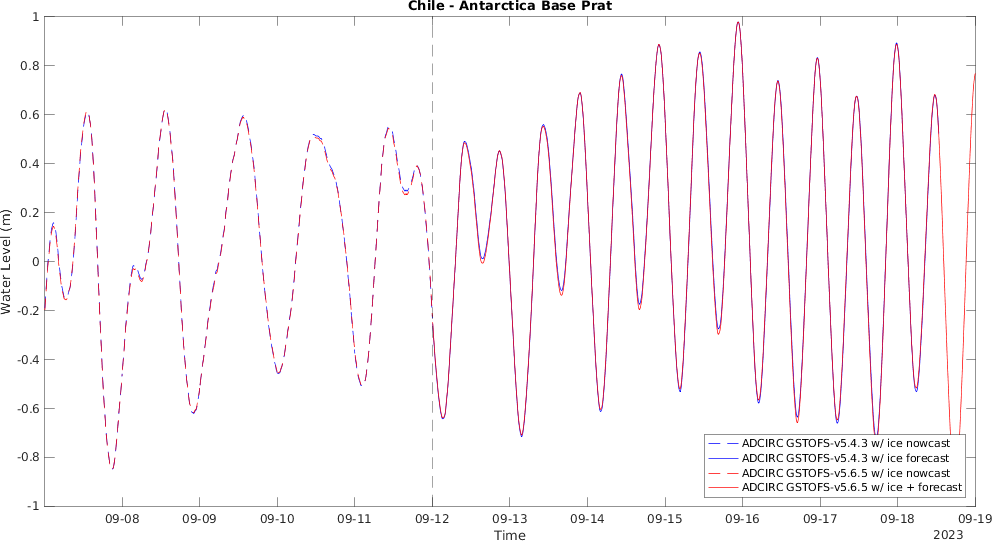 Chile - Antarctica Base Prat
1
0.8
0.6
0.4
0.2
0
-0.2
-0.4
-0.6
-0.8
-1
Water Level (m)
09-08 09-09 09-10 09-11 09-12 09-13 09-14 09-15 09-16 09-17 09-18 09-19
Time
2023
ADCIRC GSTOFS-v5.4.3 w/ ice nowcast
ADCIRC GSTOFS-v5.4.3 w/ ice forecast
ADCIRC GSTOFS-v5.6.5 w/ ice nowcast
ADCIRC GSTOFS-v5.6.5 w/ ice + forecast